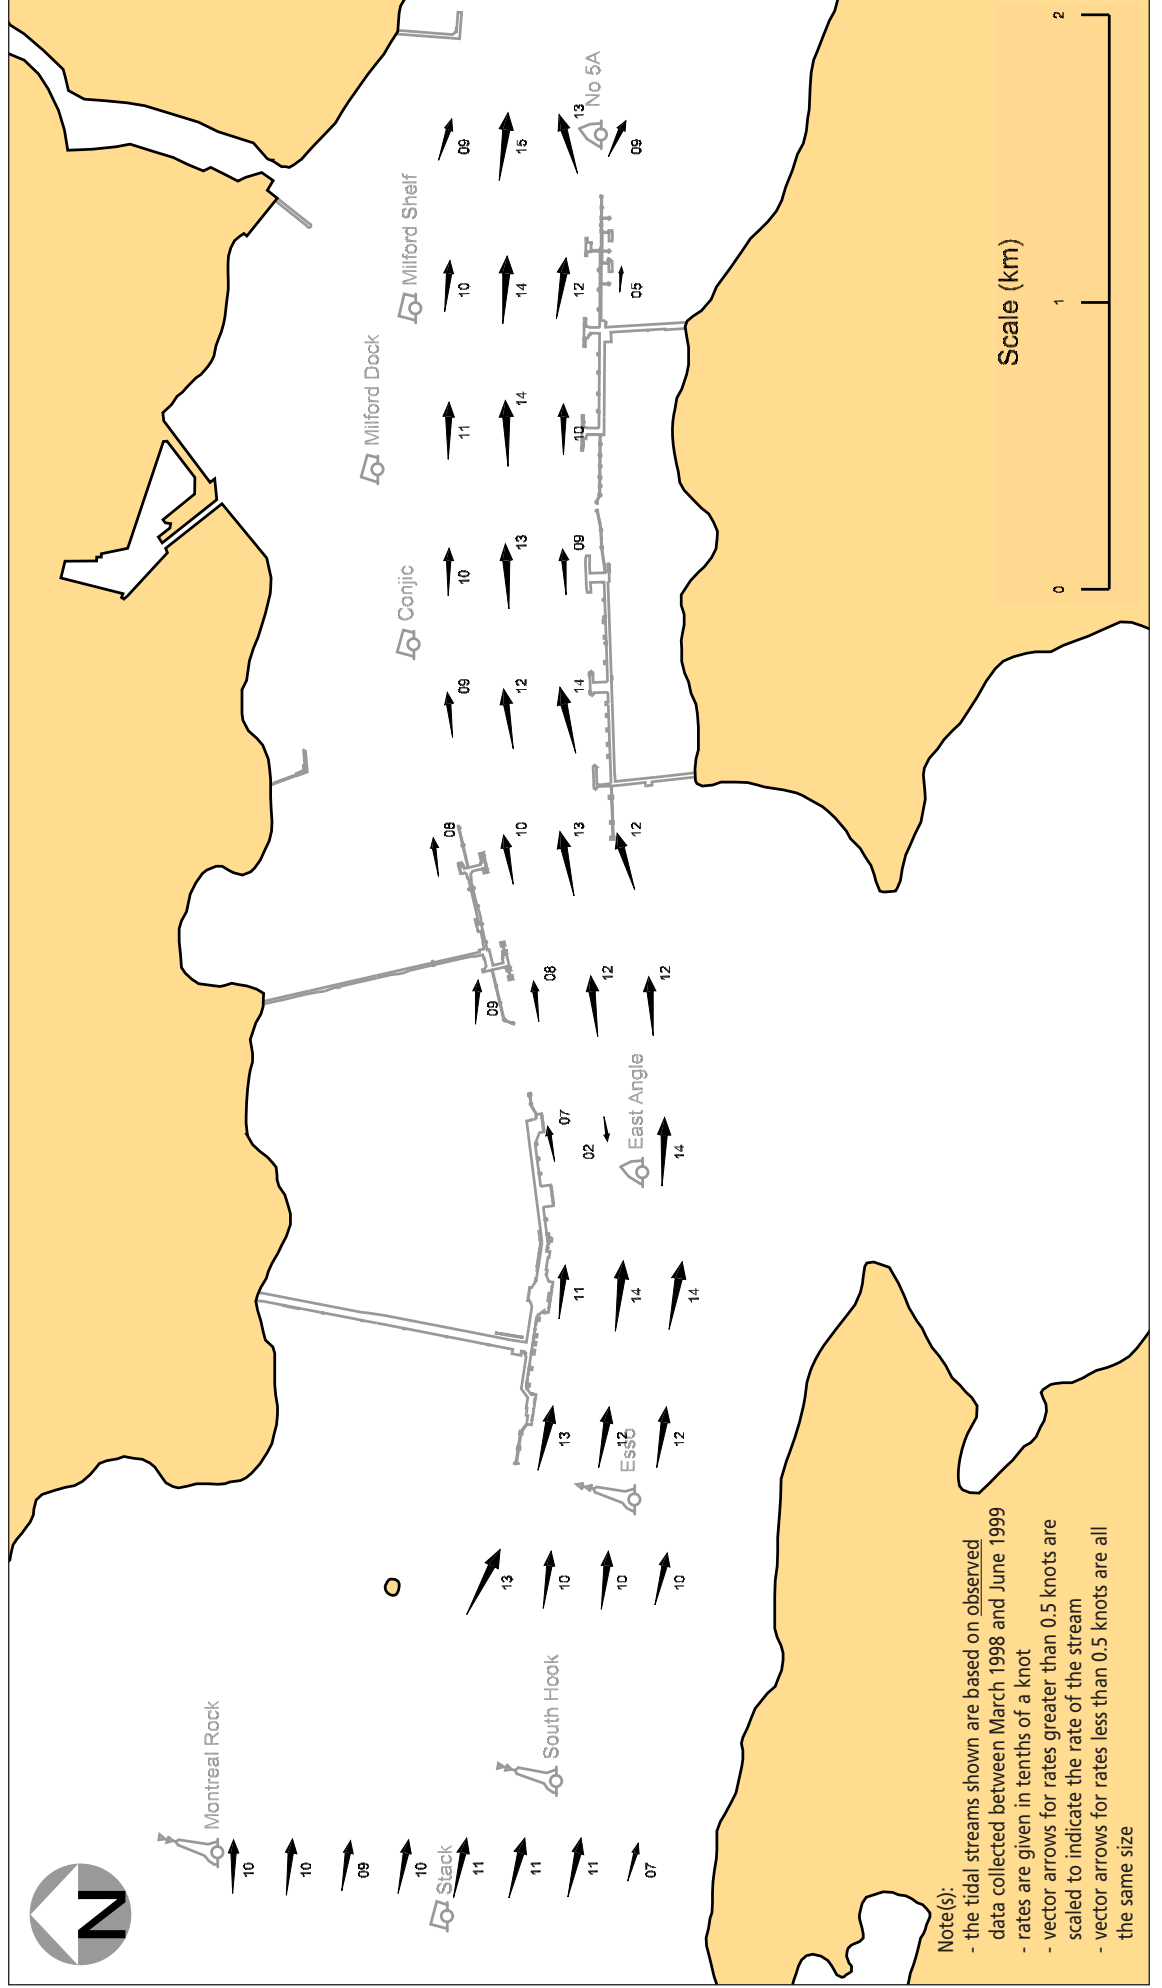 N
Montreal Rock
10
10
09
10
Stack
11
11
South Hook
11
07
13
10
10
10
Esso
13
12
12
11
14
14
07
02
East Angle
14
09
08
12
12
08
10
13
12
09
12
14
Conjic
10
13
09
Milford Dock
11
14
10
Milford Shelf
10
14
12
05
09
15
13
No 5A
09
Note(s):
- the tidal streams shown are based on observed
data collected between March 1998 and June 1999
- rates are given in tenths of a knot
- vector arrows for rates greater than 0.5 knots are
scaled to indicate the rate of the stream
- vector arrows for rates less than 0.5 knots are all
the same size
Scale (km)
0 1 2